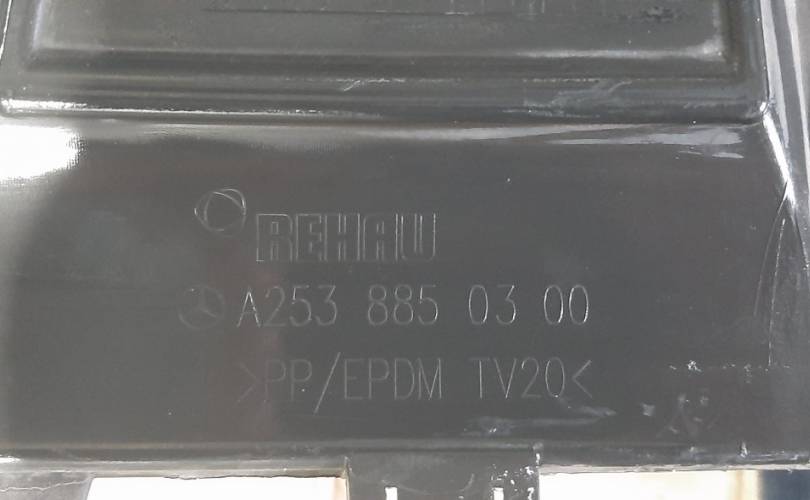 REHAU
A253 885 03 00
>PP/EPDM TV20<